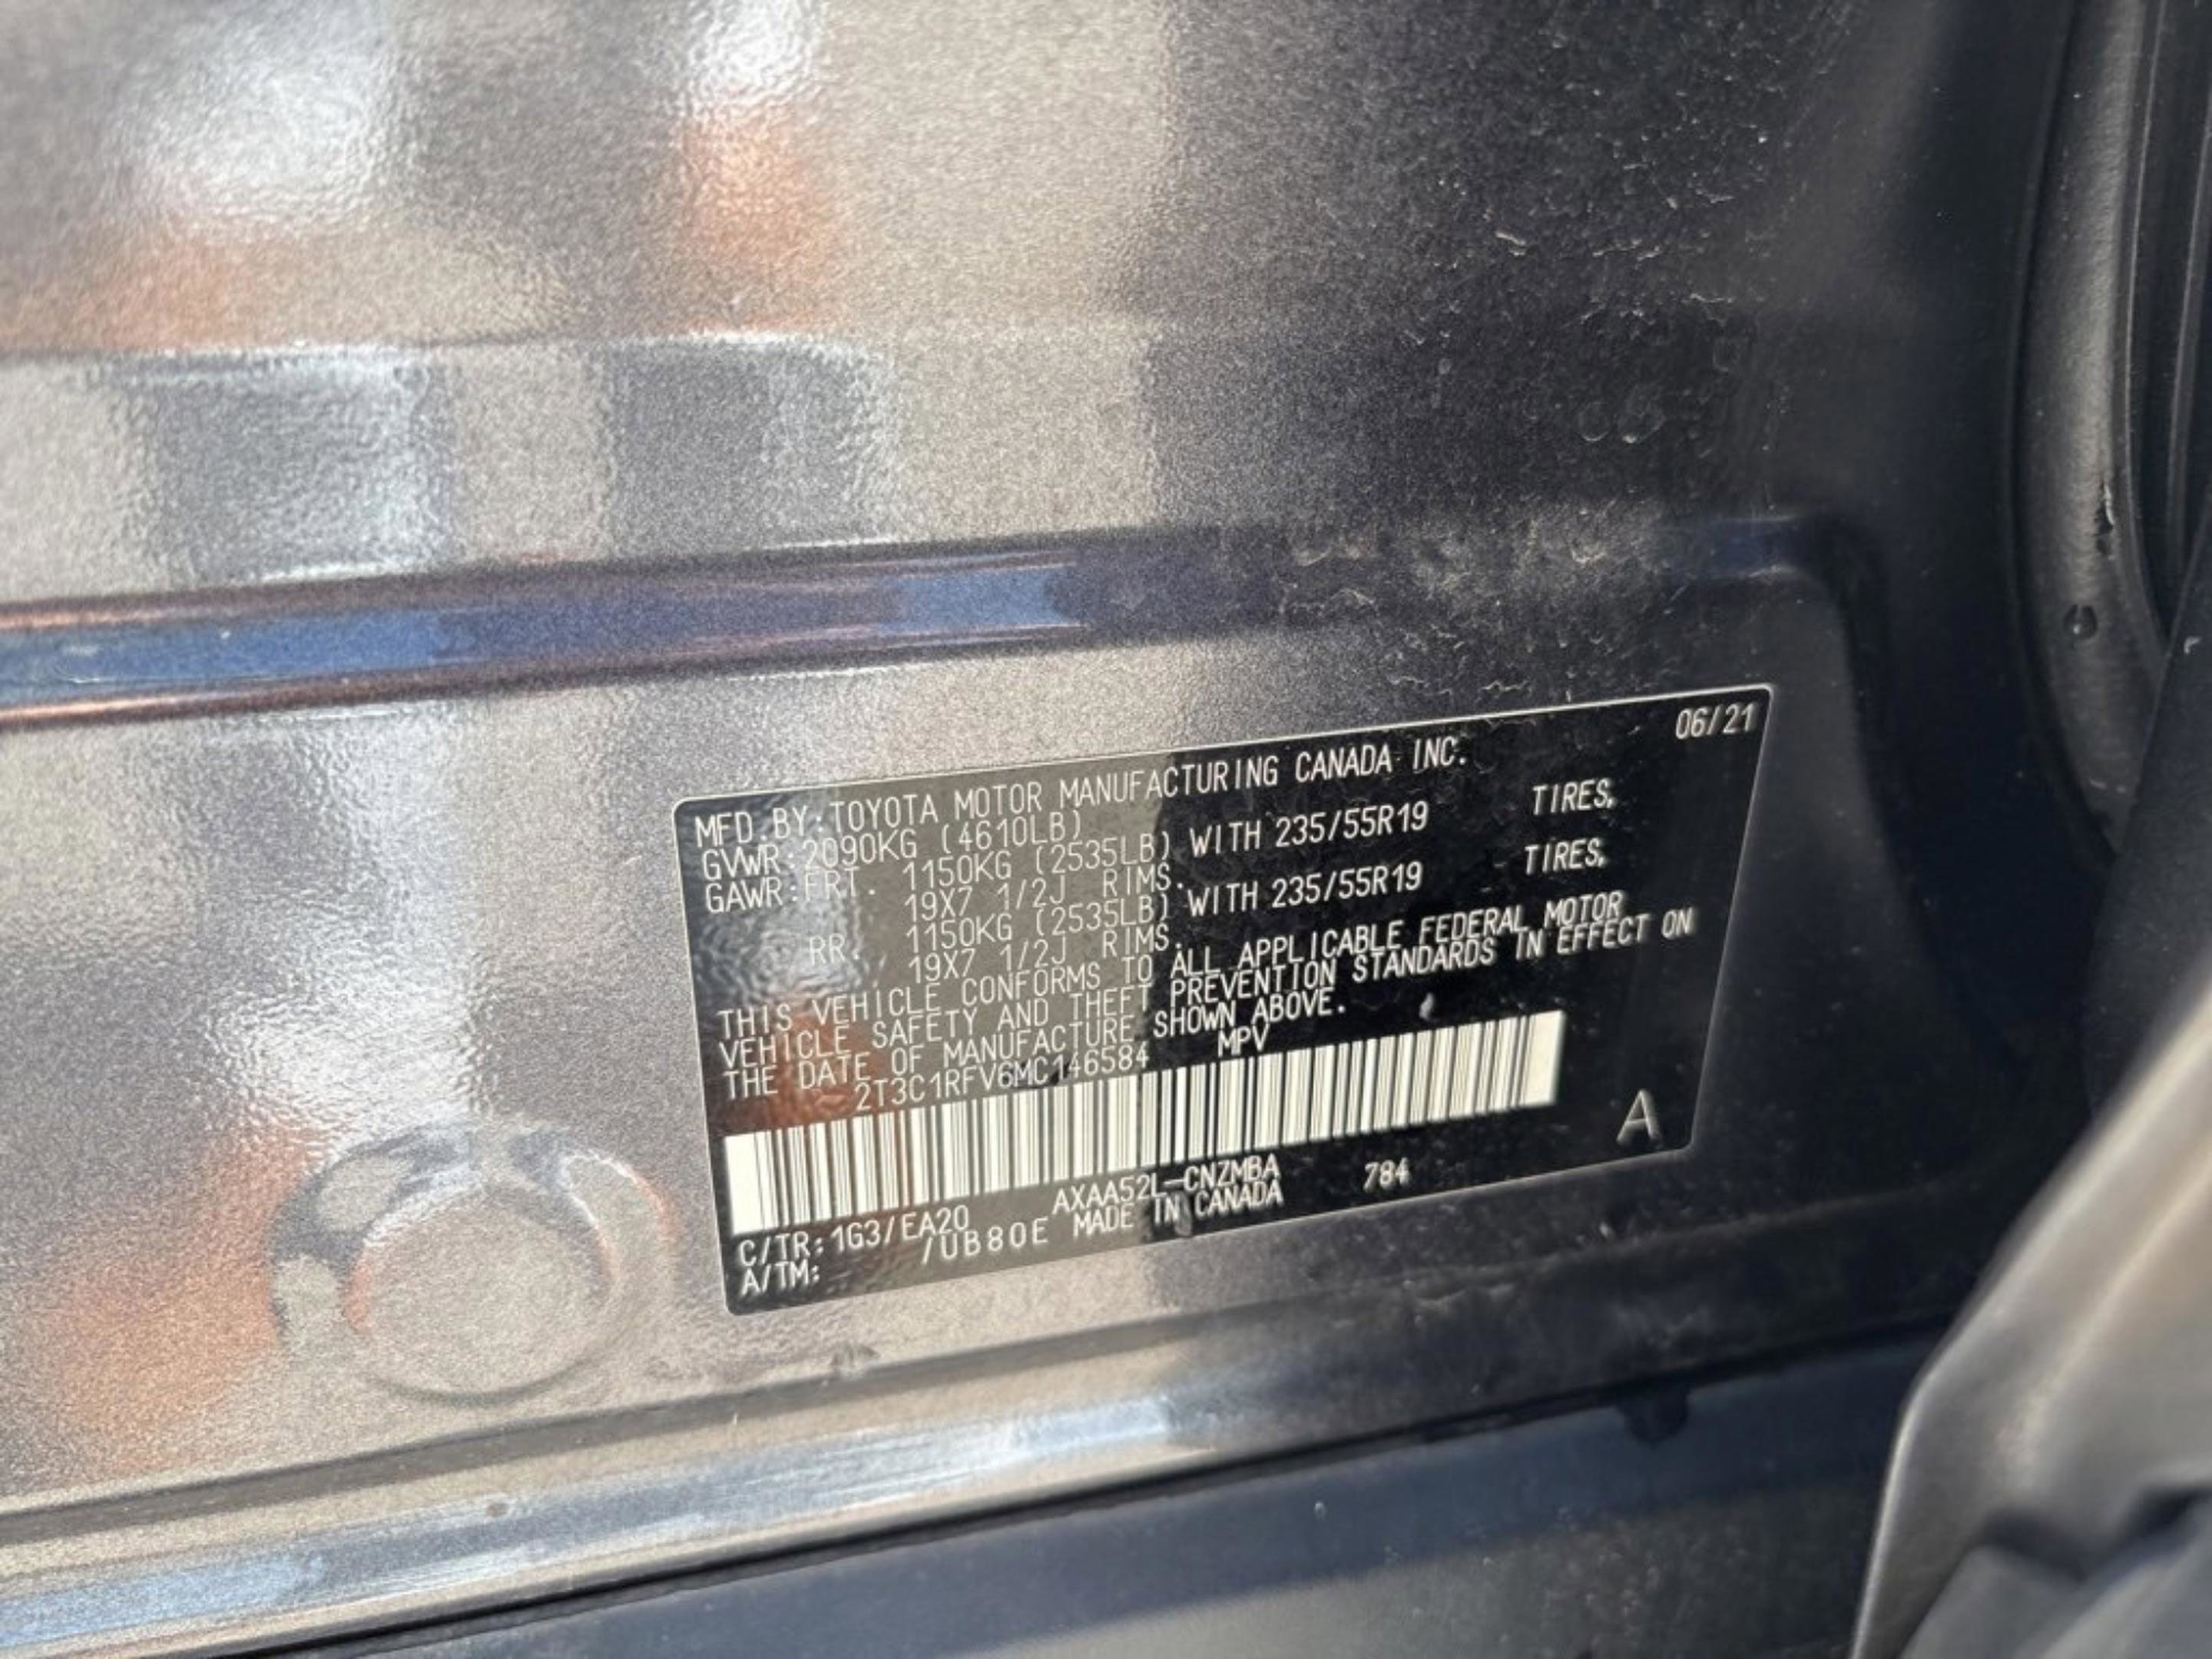 06/21
MFD. BY: TOYOTA MOTOR MANUFACTURING CANADA INC.
GVWR: 2090KG (4610LB)
GAWR: FRT. 1150KG (2535LB) WITH 235/55R19 TIRES,
19X7 1/2J RIMS.
RR. 1150KG (2535LB) WITH 235/55R19 TIRES,
19X7 1/2J RIMS.
THIS VEHICLE CONFORMS TO ALL APPLICABLE FEDERAL MOTOR
VEHICLE SAFETY AND THEFT PREVENTION STANDARDS IN EFFECT ON
THE DATE OF MANUFACTURE SHOWN ABOVE.
2T3C1RFV6MC146584 MPV
A
AXAA52L-CNZMBA 784
C/TR: 1G3/EA20 MADE IN CANADA
A/TM: /UB80E